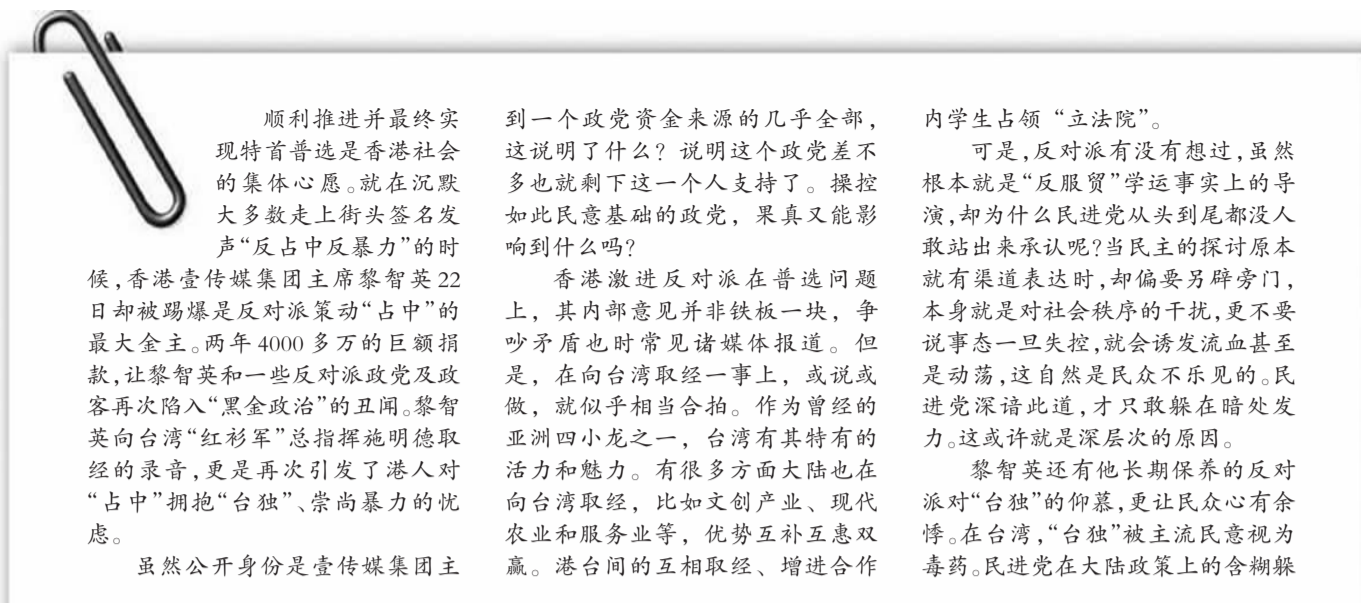 顺利推进并最终实
现特首普选是香港社会
的集体心愿。就在沉默
大多数走上街头签名发
声“反占中反暴力”的时
候，香港壹传媒集团主席黎智英22
日却被踢爆是反对派策动“占中”的
最大金主。两年4000多万的巨额捐
款，让黎智英和一些反对派政党及政
客再次陷入“黑金政治”的丑闻。黎智
英向台湾“红衫军”总指挥施明德取
经的录音，更是再次引发了港人对
“占中”拥抱“台独”、崇尚暴力的忧
虑。
虽然公开身份是壹传媒集团主
到一个政党资金来源的几乎全部，
这说明了什么？说明这个政党差不
多也就剩下这一个人支持了。操控
如此民意基础的政党，果真又能影
响到什么吗？
香港激进反对派在普选问题
上，其内部意见并非铁板一块，争
吵矛盾也时常见诸媒体报道。但
是，在向台湾取经一事上，或说或
做，就似乎相当合拍。作为曾经的
亚洲四小龙之一，台湾有其特有的
活力和魅力。有很多方面大陆也在
向台湾取经，比如文创产业、现代
农业和服务业等，优势互补互惠双
赢。港台间的互相取经、增进合作
内学生占领“立法院”。
可是，反对派有没有想过，虽然
根本就是“反服贸”学运事实上的导
演，却为什么民进党从头到尾都没人
敢站出来承认呢？当民主的探讨原本
就有渠道表达时，却偏要另辟旁门，
本身就是对社会秩序的干扰，更不要
说事态一旦失控，就会诱发流血甚至
是动荡，这自然是民众不乐见的。民
进党深谙此道，才只敢躲在暗处发
力。这或许就是深层次的原因。
黎智英还有他长期保养的反对
派对“台独”的仰慕，更让民众心有余
悸。在台湾，“台独”被主流民意视为
毒药。民进党在大陆政策上的含糊躲